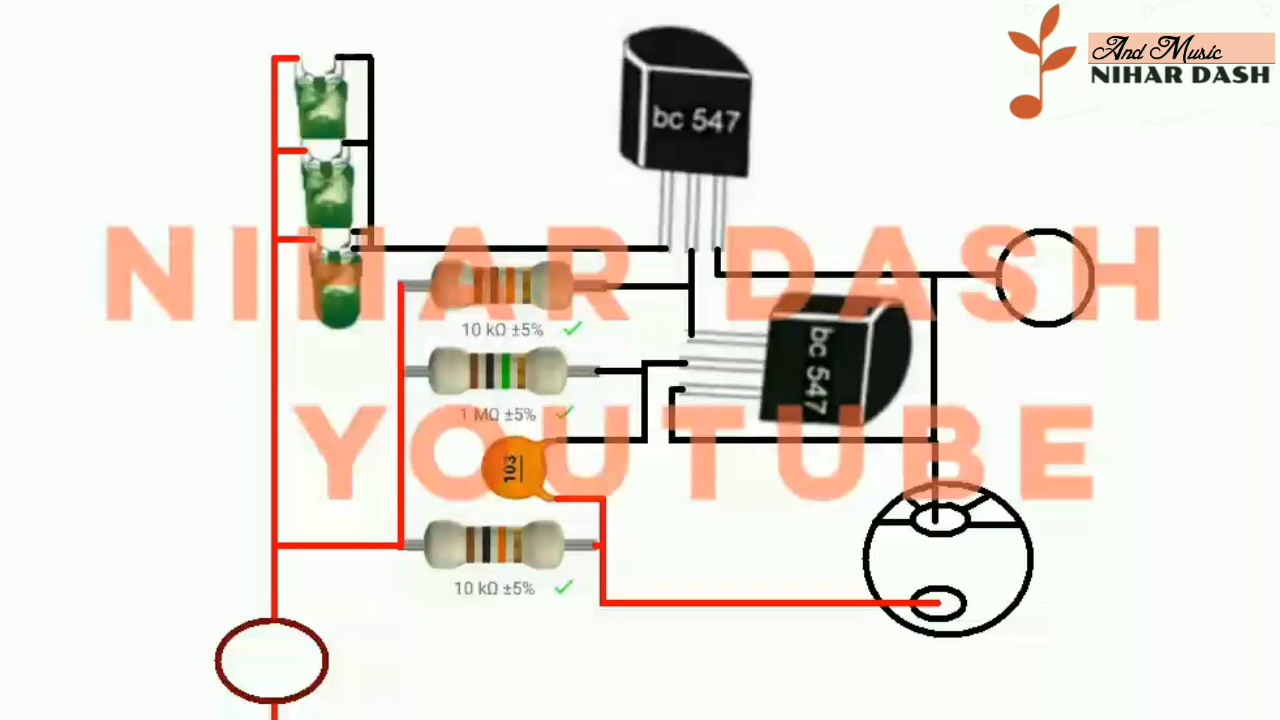 And Music
NIHAR DASH
bc 547
NIHAR DASH
10 kΩ ±5%
bc 547
1 MΩ ±5%
YOUTUBE
103
10 kΩ ±5%